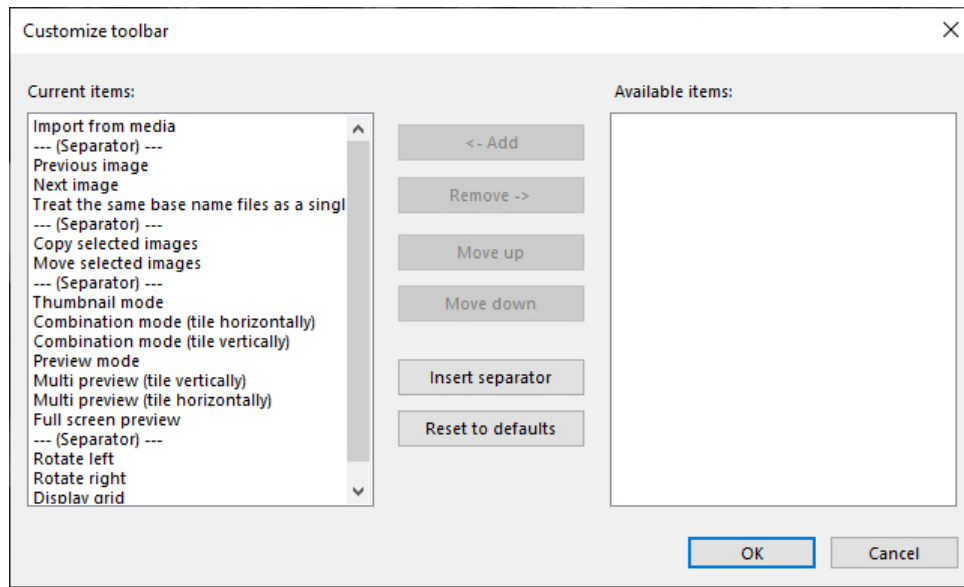 Customize toolbar
Current items:
Available items:
Import from media
--- (Separator) ---
Previous image
Next image
Treat the same base name files as a singl
--- (Separator) ---
Copy selected images
Move selected images
--- (Separator) ---
Thumbnail mode
Combination mode (tile horizontally)
Combination mode (tile vertically)
Preview mode
Multi preview (tile vertically)
Multi preview (tile horizontally)
Full screen preview
--- (Separator) ---
Rotate left
Rotate right
Display grid
<- Add
Remove ->
Move up
Move down
Insert separator
Reset to defaults
OK
Cancel